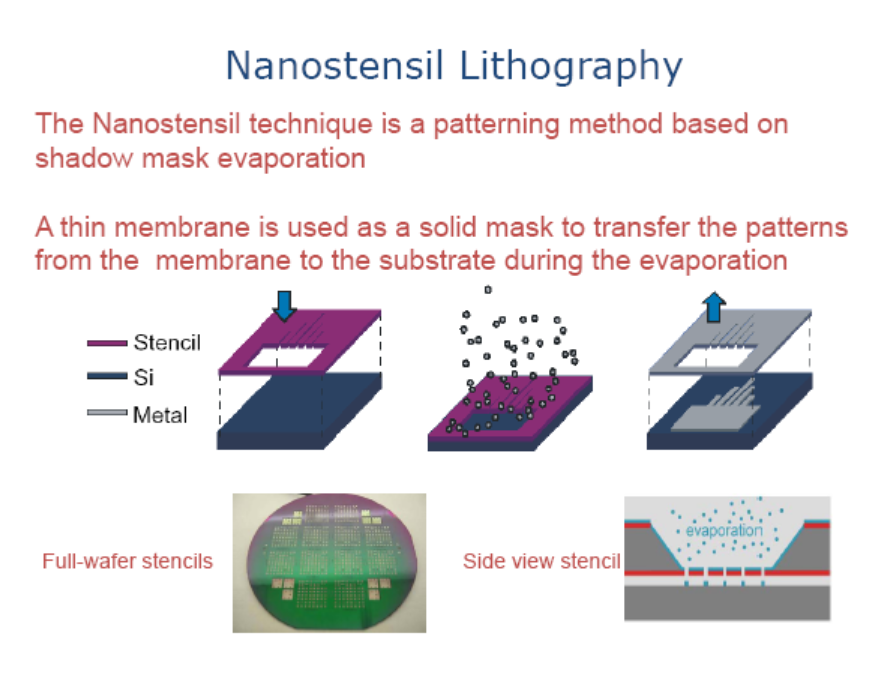 Nanostensil Lithography
The Nanostensil technique is a patterning method based on
shadow mask evaporation
A thin membrane is used as a solid mask to transfer the patterns
from the  membrane to the substrate during the evaporation
Stencil
Si
Metal
Full-wafer stencils
Side view stencil
evaporation